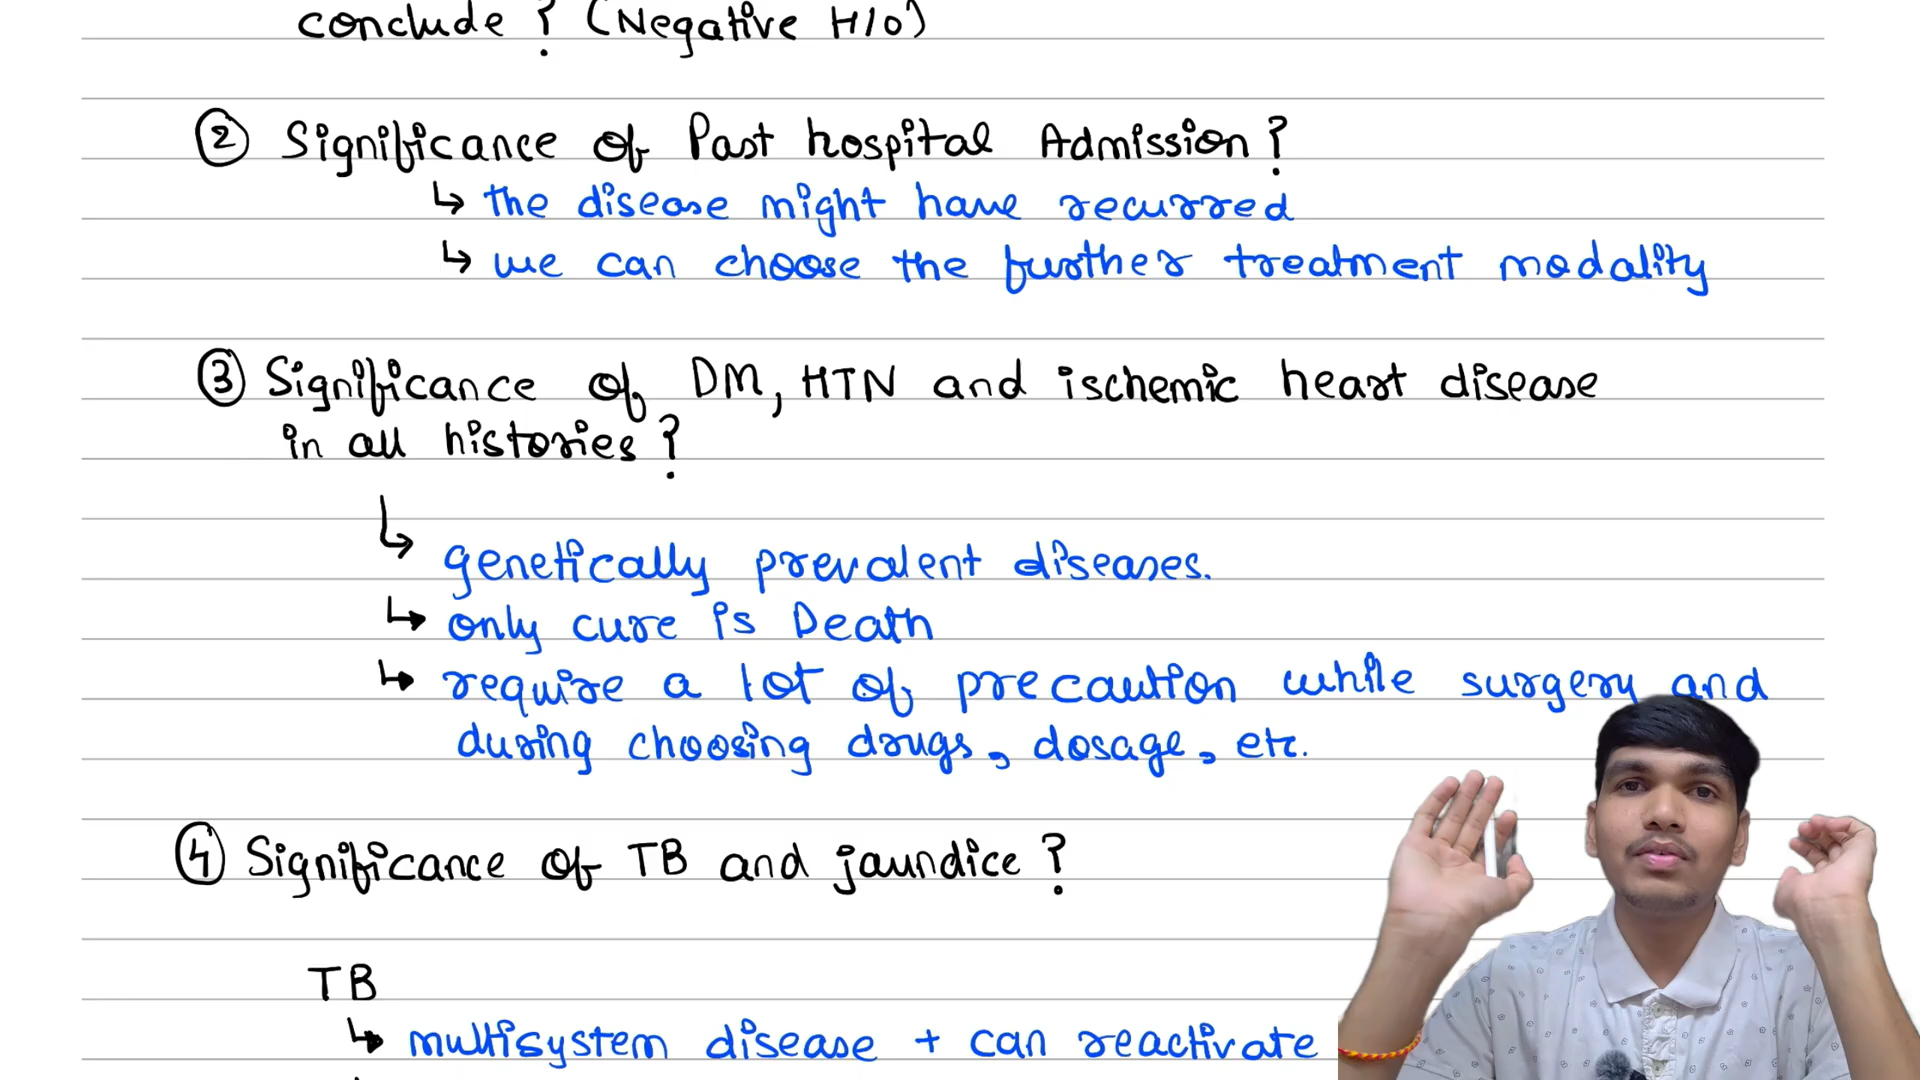 conclude ? (Negative H/O)
② Significance of Past hospital Admission ?
↳ the disease might have recurred
↳ we can choose the further treatment modality
③ Significance of DM, HTN and ischemic heart disease
in all histories ?
↳ genetically prevalent diseases.
↳ only cure is Death
↳ require a lot of precaution while surgery and
during choosing drugs, dosage, etc.
④ Significance of TB and jaundice ?
TB
↳ multisystem disease + can reactivate